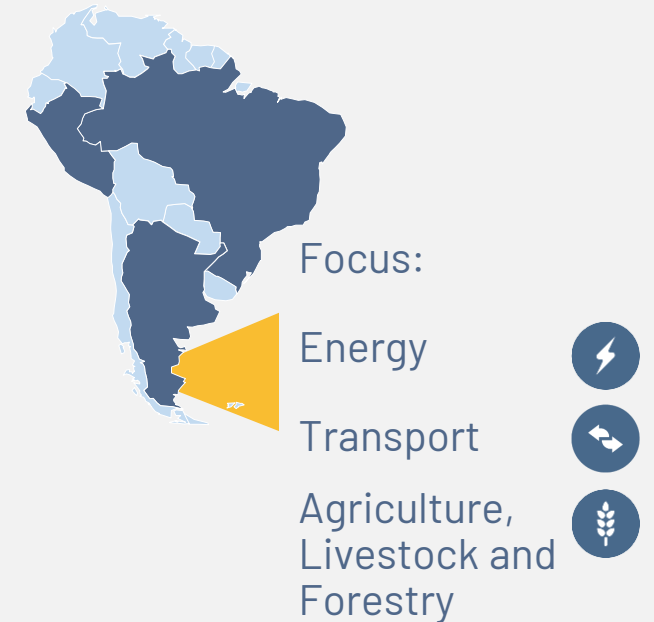 Focus:
Energy
Transport
Agriculture,
Livestock and
Forestry